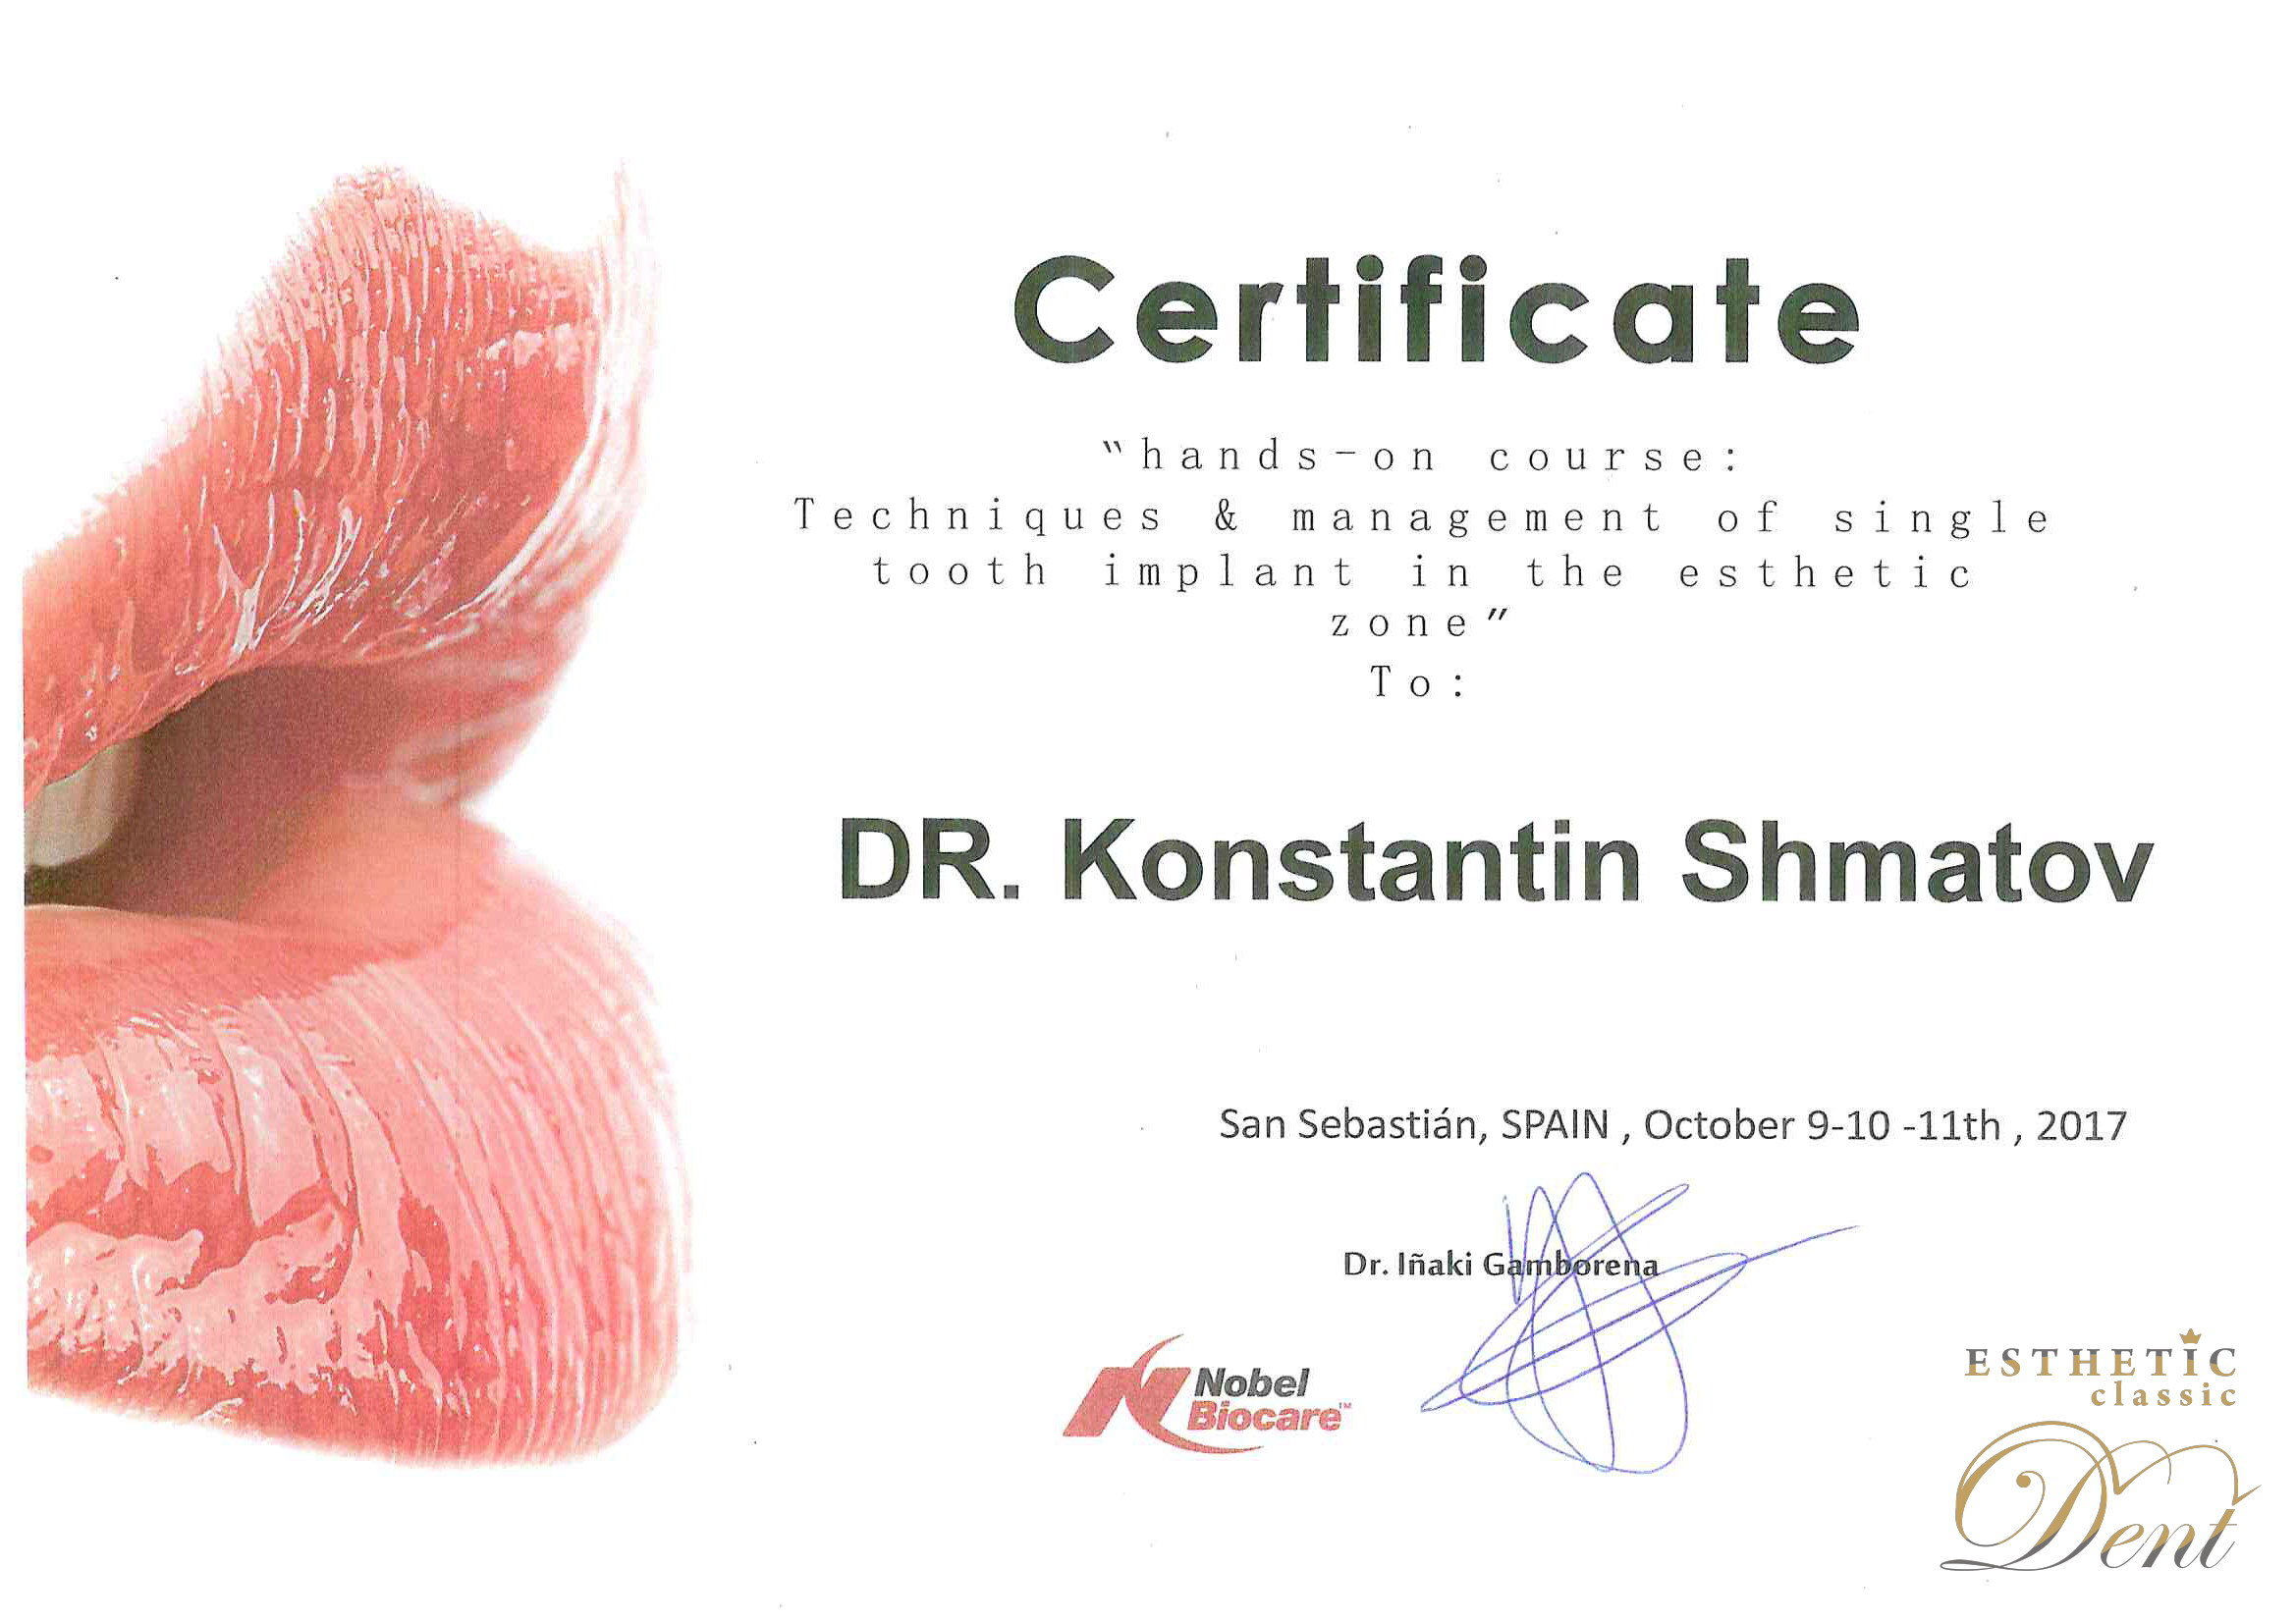 Certificate
“hands-on course:
Techniques & management of single
tooth implant in the esthetic
zone”
To:
DR. Konstantin Shmatov
San Sebastián, SPAIN , October 9-10 -11th , 2017
Dr. Iñaki Gamborena
Nobel
Biocare™
ESTHETIC
classic
Dent